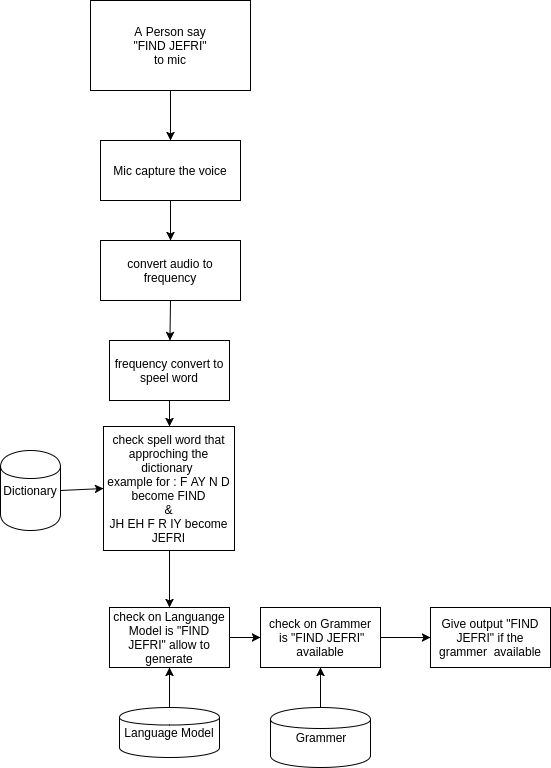 A Person say
"FIND JEFRI"
to mic
Mic capture the voice
convert audio to
frequency
frequency convert to
speel word
check spell word that
approching the
dictionary
example for : F AY N D
become FIND
&
JH EH F R IY become
JEFRI
Dictionary
check on Languange
Model is "FIND
JEFRI" allow to
generate
check on Grammer
is "FIND JEFRI"
available
Give output "FIND
JEFRI" if the
grammer available
Language Model
Grammer